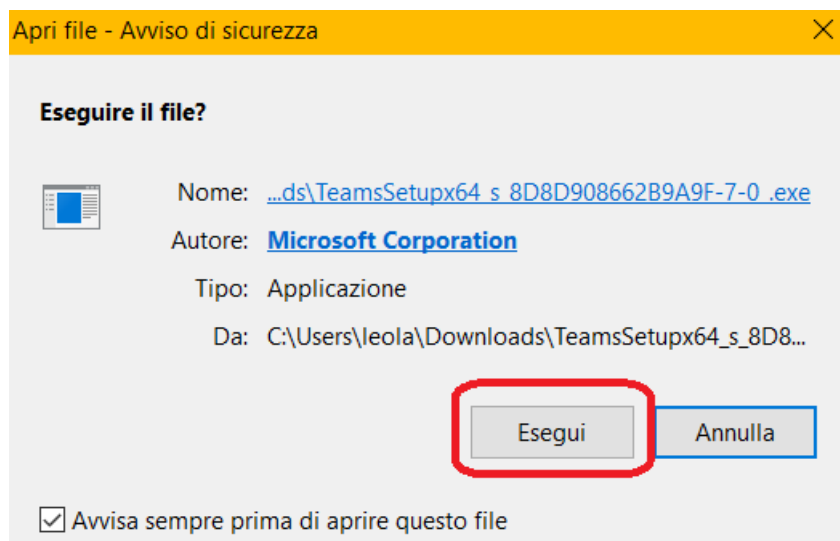 Apri file - Avviso di sicurezza
Eseguire il file?
Nome: ...ds\TeamsSetupx64_s_8D8D908662B9A9F-7-0_.exe
Autore: Microsoft Corporation
Tipo: Applicazione
Da: C:\Users\leola\Downloads\TeamsSetupx64_s_8D8...
Esegui Annulla
Avvisa sempre prima di aprire questo file